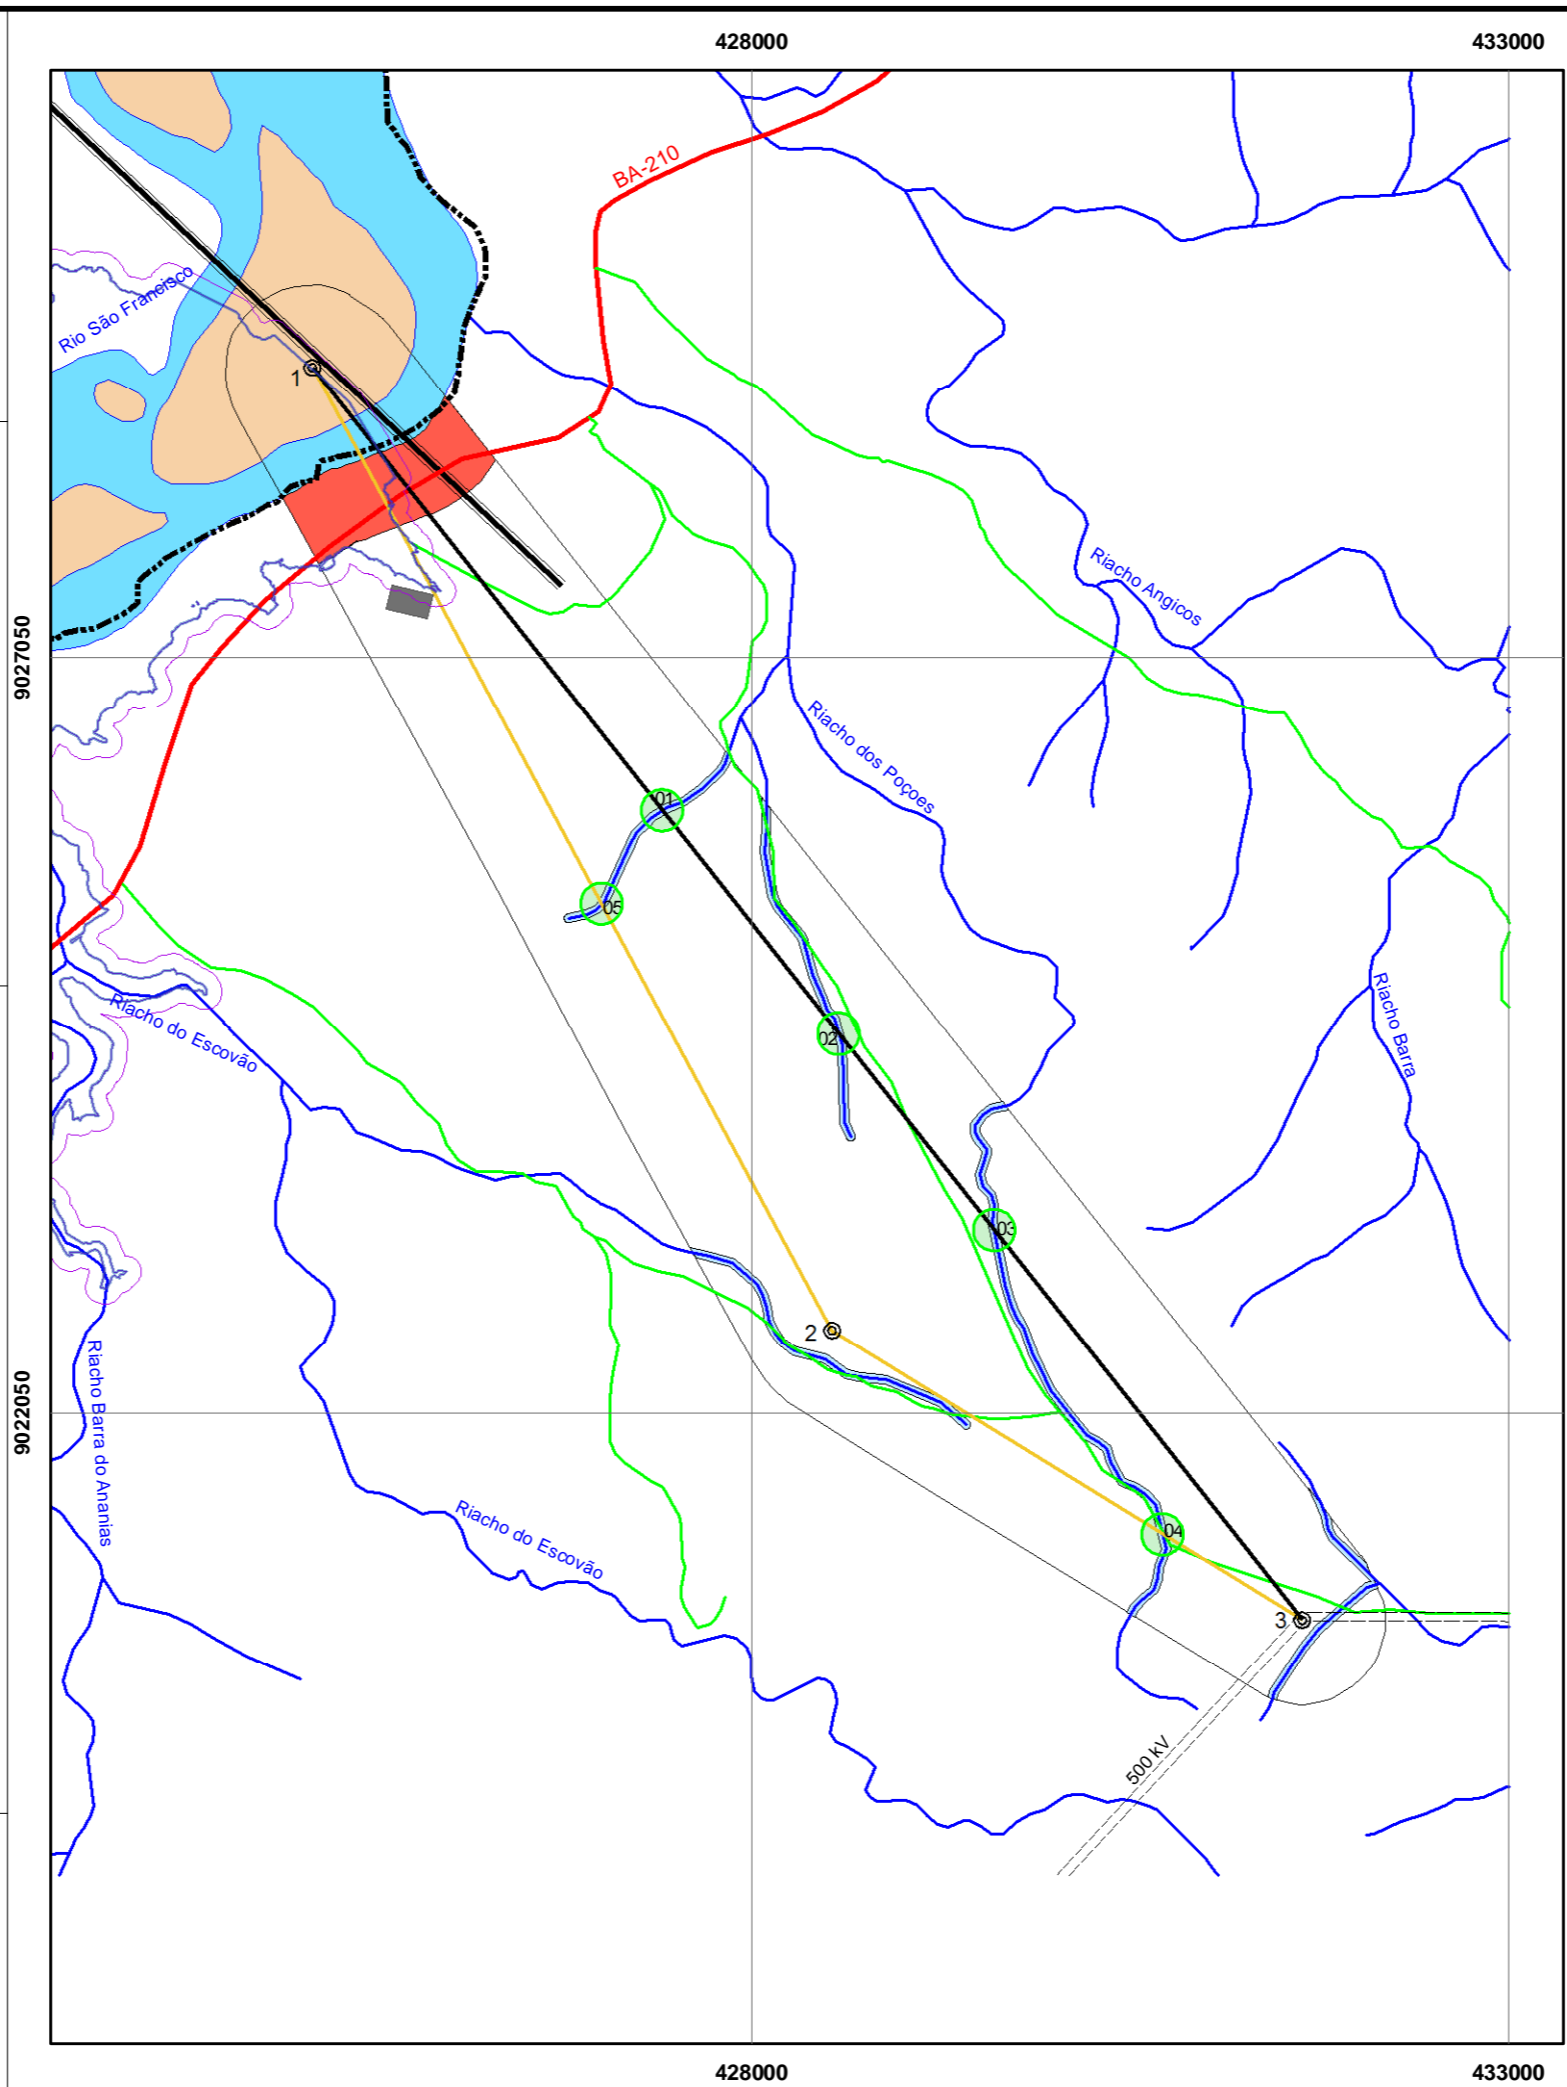 428000
433000
BA-210
Rio São Francisco
1
Riacho Angicos
9027050
Riacho dos Poçoes
01
05
Riacho do Escovão
02
Riacho Barra
03
2
9022050
Riacho Barra do Ananias
Riacho do Escovão
04
3
500 kV
428000
433000